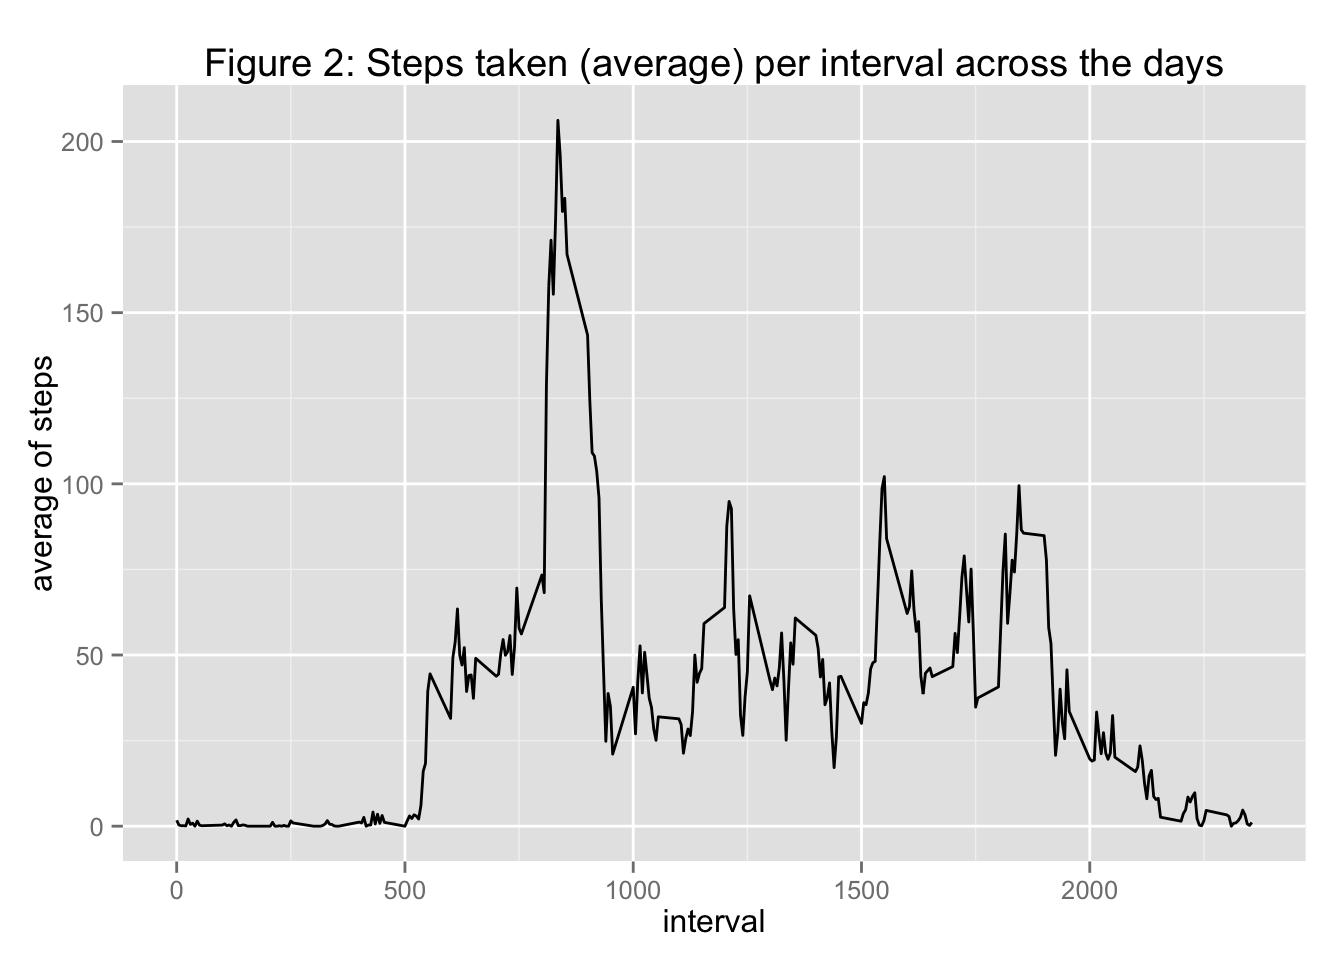 Figure 2: Steps taken (average) per interval across the days
average of steps
200
150
100
50
0
0 500 1000 1500 2000
interval